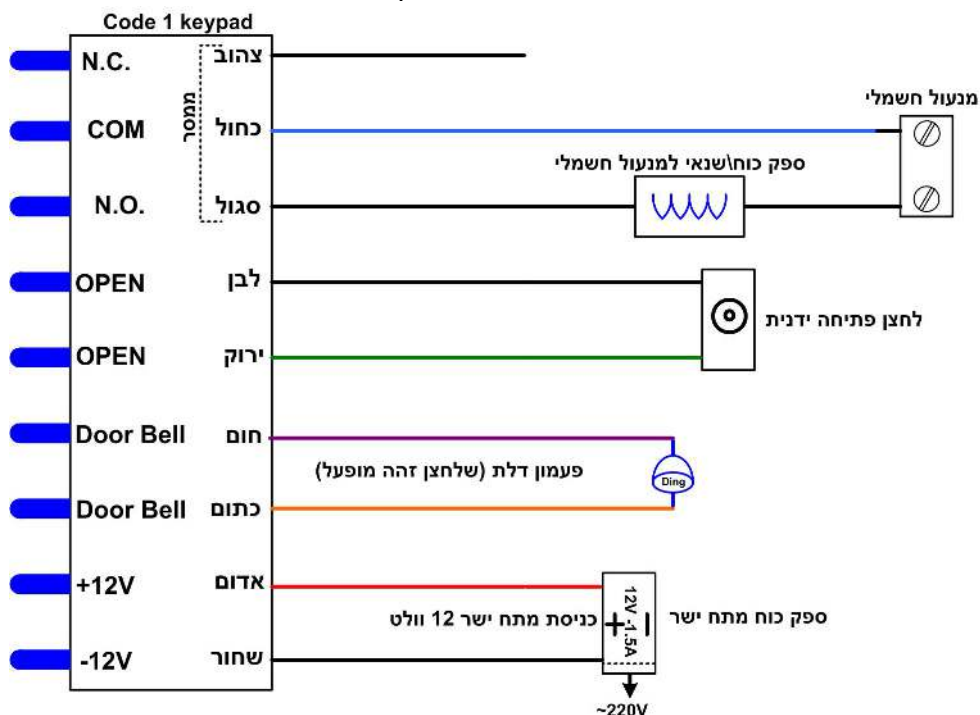 Code 1 keypad
N.C.
צהוב
ממסר
מנעול חשמלי
COM
כחול
ספק כוח\שנאי למנעול חשמלי
N.O.
סגול
OPEN
לבן
לחצן פתיחה ידנית
OPEN
ירוק
Door Bell
חום
פעמון דלת (שלחצן זהה מופעל)
Ding
Door Bell
כתום
+12V
אדום
כניסת מתח ישר 12 וולט
12V -1.5A
ספק כוח מתח ישר
-12V
שחור
~220V